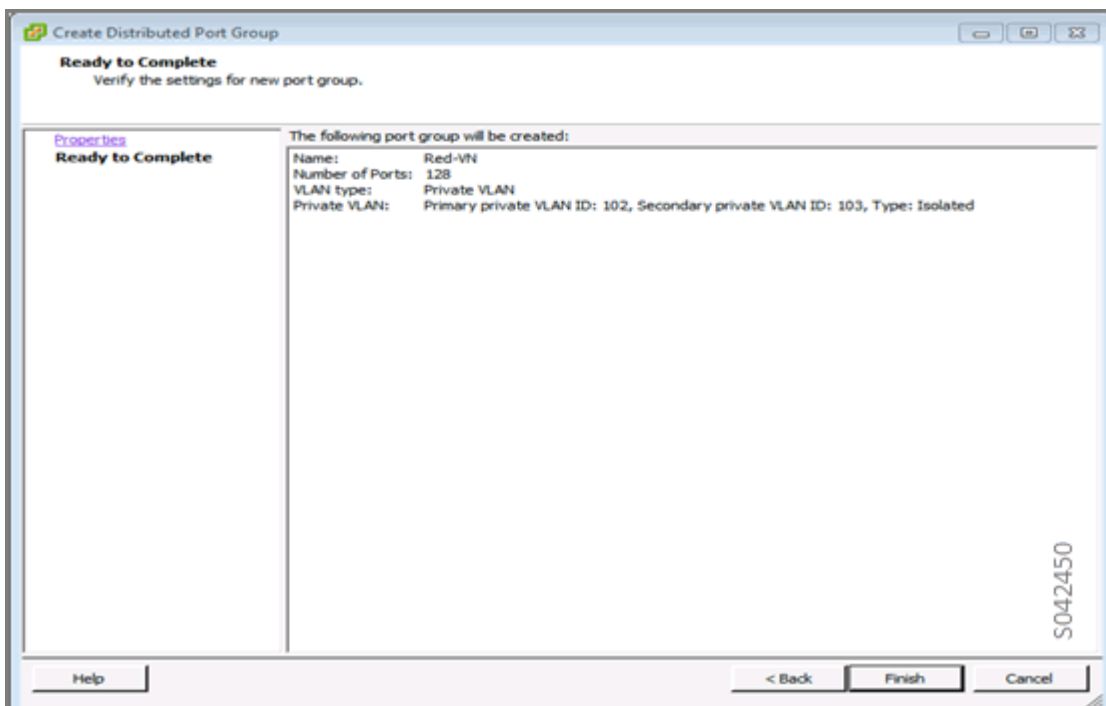 Create Distributed Port Group
Ready to Complete
Verify the settings for new port group.
Properties
Ready to Complete
The following port group will be created:
Name: Red-VN
Number of Ports: 128
VLAN type: Private VLAN
Private VLAN: Primary private VLAN ID: 102, Secondary private VLAN ID: 103, Type: Isolated
S042450
Help
< Back
Finish
Cancel